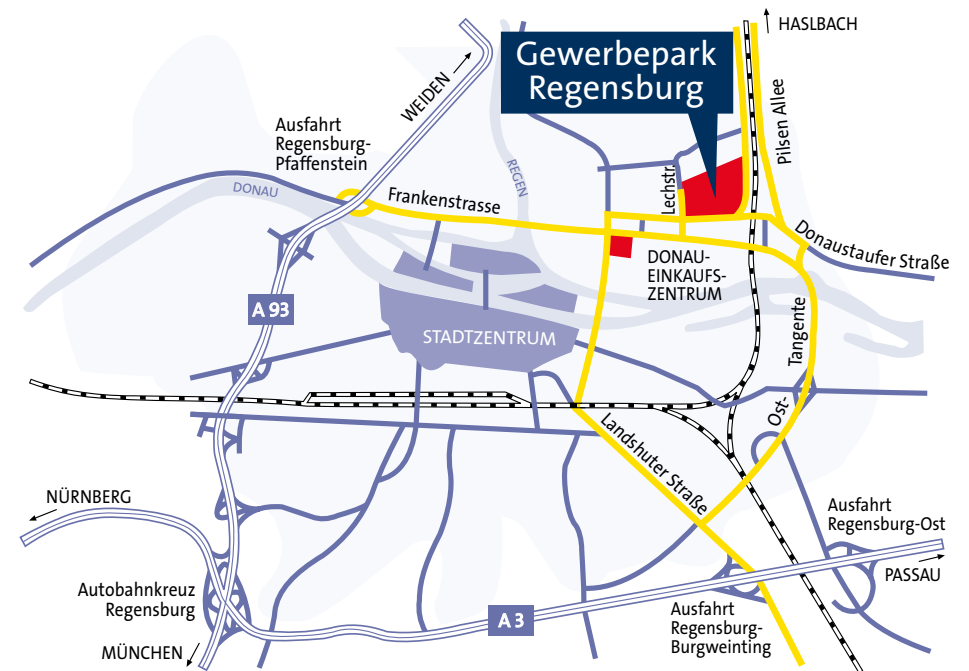 HASLBACH
Gewerbepark
Regensburg
WEIDEN
Pilsen Allee
Ausfahrt
Regensburg-
Pfaffenstein
REGEN
Lechstr.
DONAU
Frankenstrasse
Donaustaufer Straße
DONAU-
EINKAUFS-
ZENTRUM
A 93
STADTZENTRUM
Ost-
Tangente
Landshuter Straße
NÜRNBERG
Ausfahrt
Regensburg-Ost
PASSAU
Autobahnkreuz
Regensburg
A 3
Ausfahrt
Regensburg-
Burgweinting
MÜNCHEN